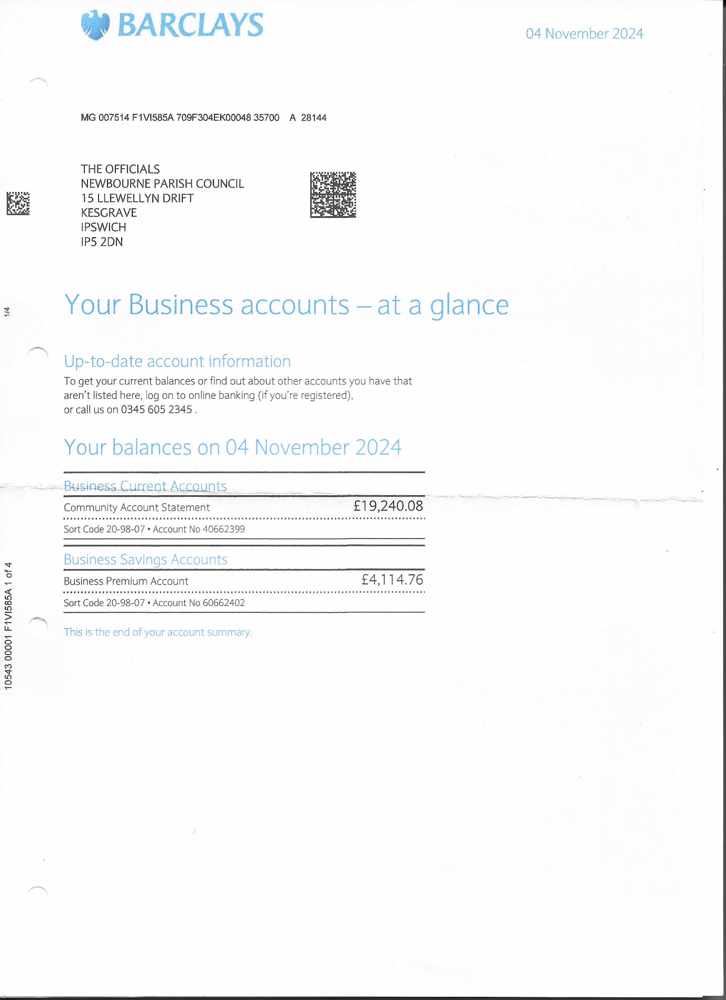 BARCLAYS
04 November 2024
MG 007514 F1VI585A 709F304EK00048 35700 A 28144
THE OFFICIALS
NEWBOURNE PARISH COUNCIL
15 LLEWELLYN DRIFT
KESGRAVE
IPSWICH
IP5 2DN
1/4
Your Business accounts – at a glance
Up-to-date account information
To get your current balances or find out about other accounts you have that
aren't listed here, log on to online banking (if you're registered),
or call us on 0345 605 2345 .
Your balances on 04 November 2024
Business Current Accounts
Community Account Statement £19,240.08
Sort Code 20-98-07 • Account No 40662399
Business Savings Accounts
Business Premium Account £4,114.76
Sort Code 20-98-07 • Account No 60662402
This is the end of your account summary.
10543 00001 F1VI585A 1 of 4